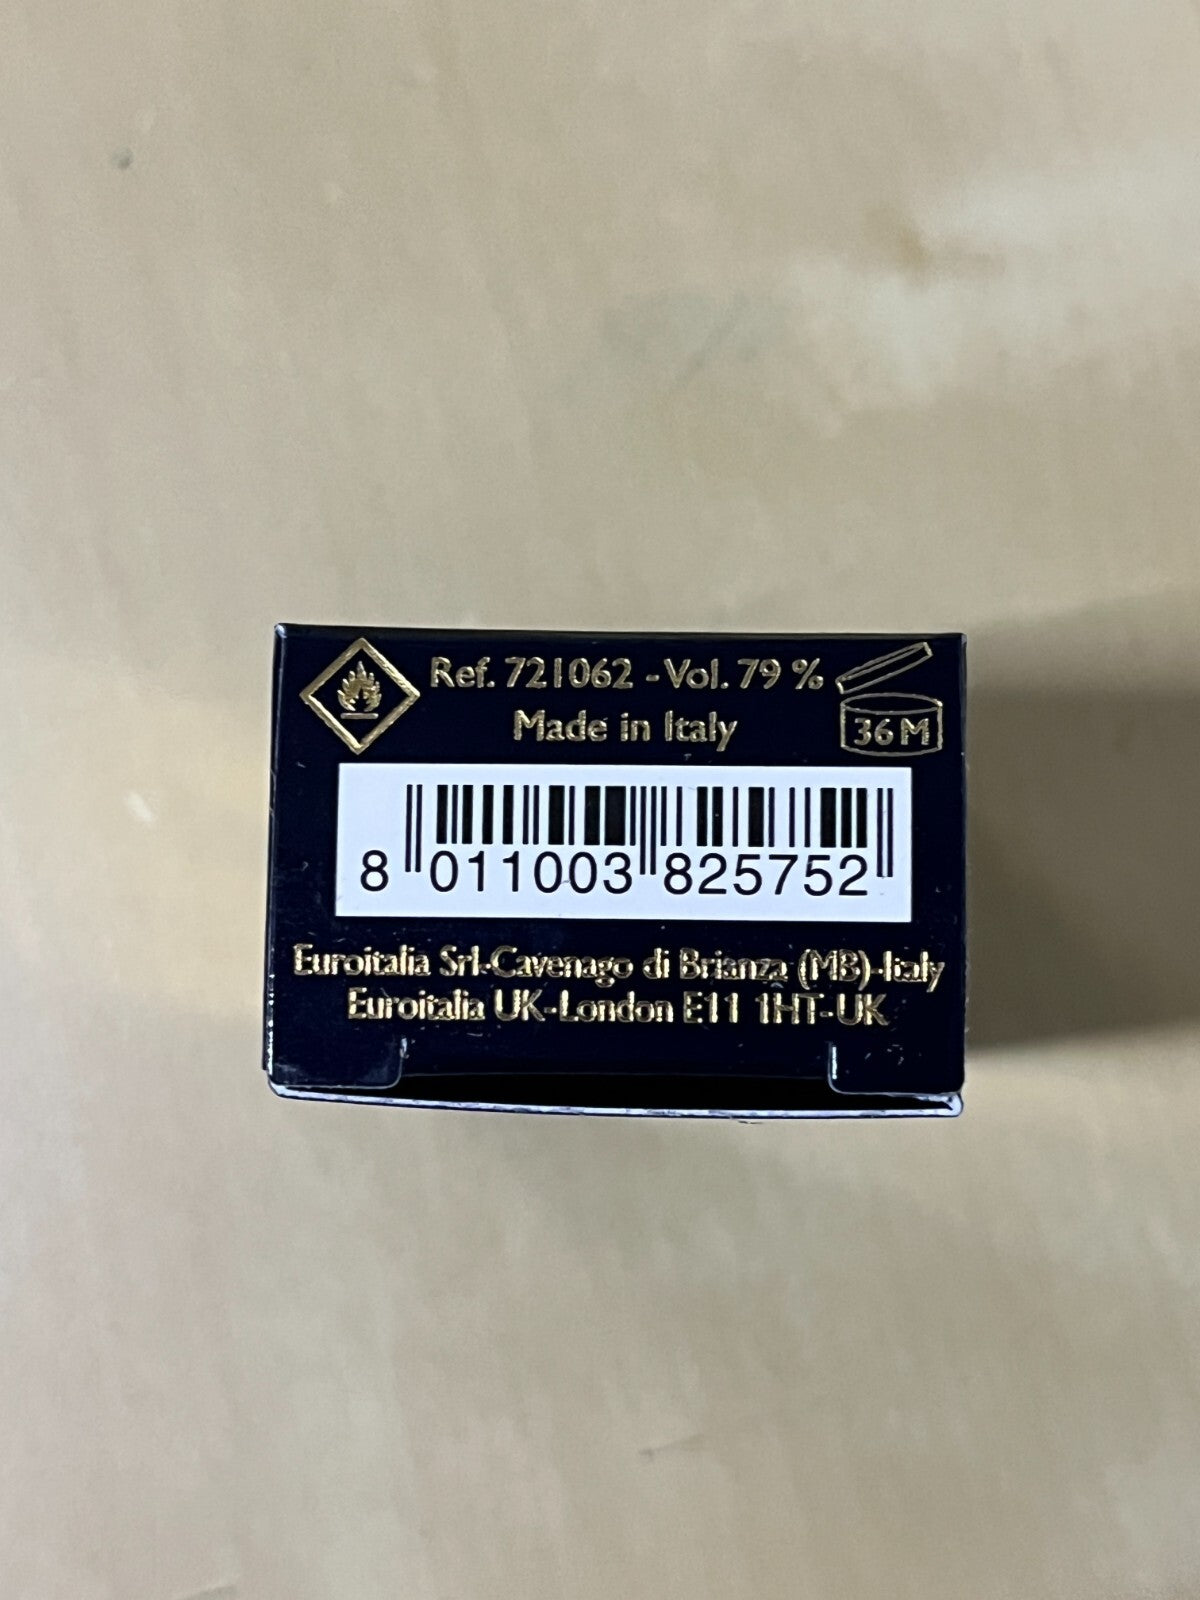 Ref. 721062 - Vol. 79 %
Made in Italy
36 M
8 011003 825752
Euroitalia Srl-Cavenago di Brianza (MB)-Italy
Euroitalia UK-London E11 1HT-UK